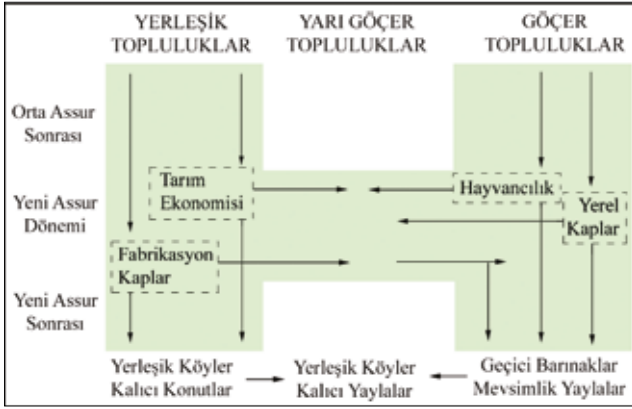 YERLEŞİK
TOPLULUKLAR
YARI GÖÇER
TOPLULUKLAR
GÖÇER
TOPLULUKLAR
Orta Assur
Sonrası
Tarım
Ekonomisi
Hayvancılık
Yeni Assur
Dönemi
Yerel
Kaplar
Fabrikasyon
Kaplar
Yeni Assur
Sonrası
Yerleşik Köyler
Kalıcı Konutlar
Yerleşik Köyler
Kalıcı Yaylalar
Geçici Barınaklar
Mevsimlik Yaylalar